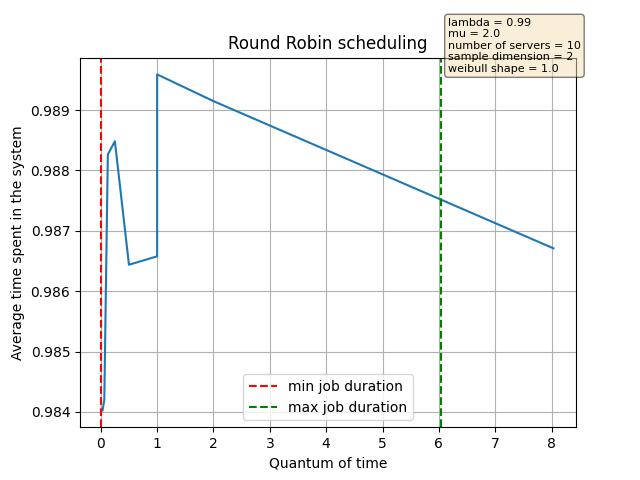 Round Robin scheduling
lambda = 0.99
mu = 2.0
number of servers = 10
sample dimension = 2
weibull shape = 1.0
Average time spent in the system
0.989
0.988
0.987
0.986
0.985
0.984
min job duration
max job duration
0 1 2 3 4 5 6 7 8
Quantum of time